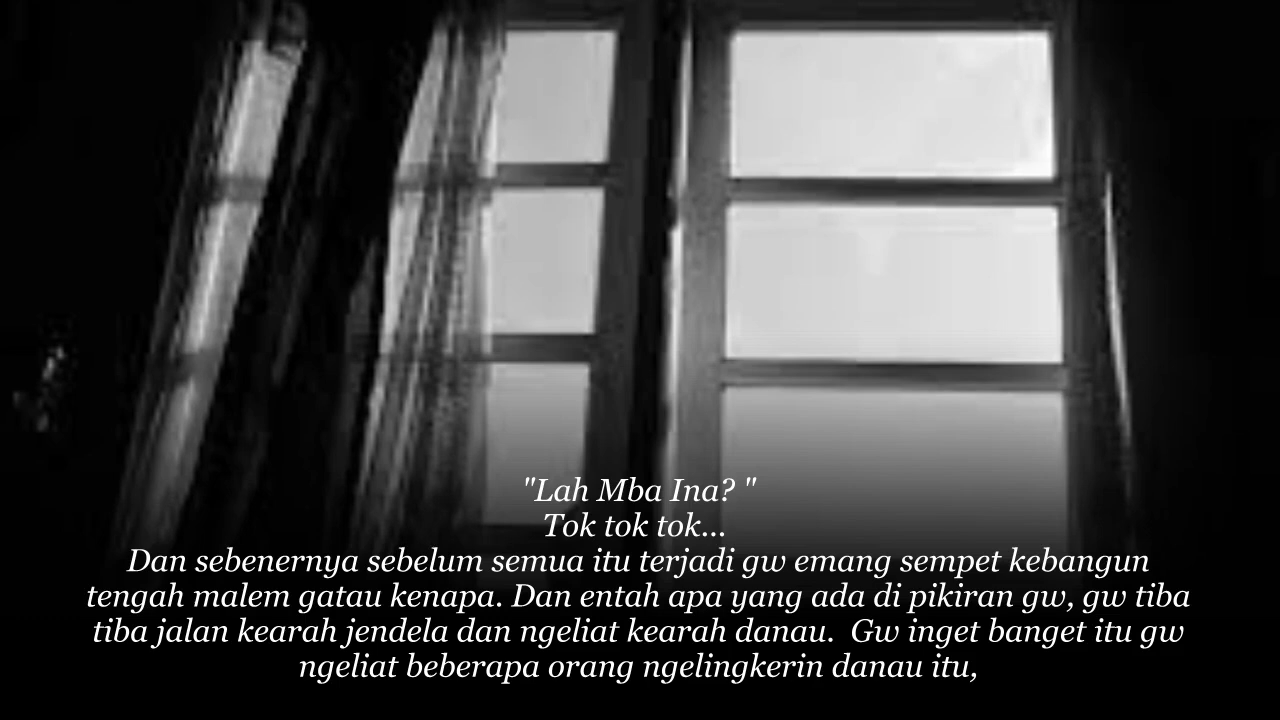 "Lah Mba Ina? "
Tok tok tok...
Dan sebenernya sebelum semua itu terjadi gw emang sempet kebangun
tengah malem gatau kenapa. Dan entah apa yang ada di pikiran gw, gw tiba
tiba jalan kearah jendela dan ngeliat kearah danau.  Gw inget banget itu gw
ngeliat beberapa orang ngelingkerin danau itu,